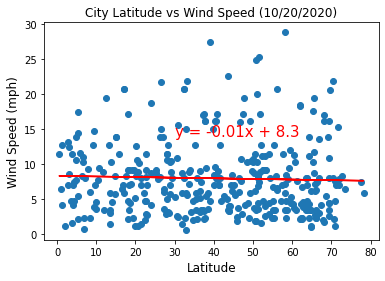 City Latitude vs Wind Speed (10/20/2020)
30
25
20
15
10
5
0
Wind Speed (mph)
y = -0.01x + 8.3
0 10 20 30 40 50 60 70 80
Latitude